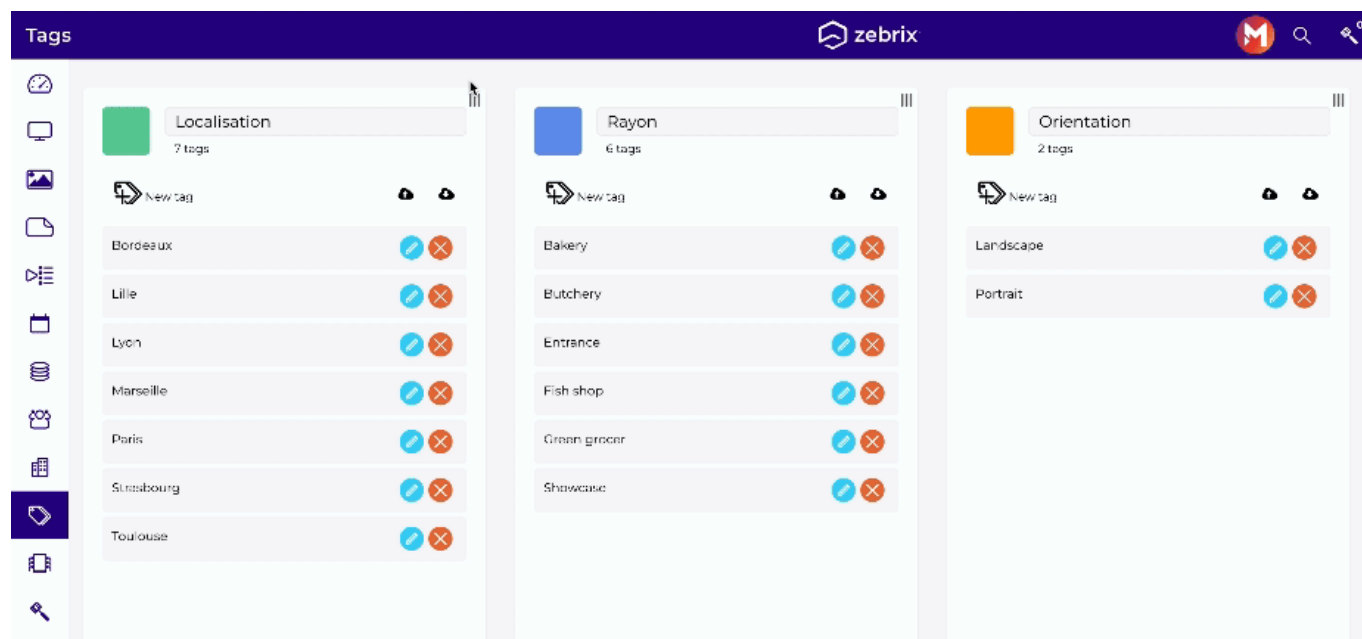 Tags
zebrix
Localisation
7 tags
New tag
Bordeaux
Lille
Lyon
Marseille
Paris
Strasbourg
Toulouse
Rayon
6 tags
New tag
Bakery
Butchery
Entrance
Fish shop
Green grocer
Showcase
Orientation
2 tags
New tag
Landscape
Portrait